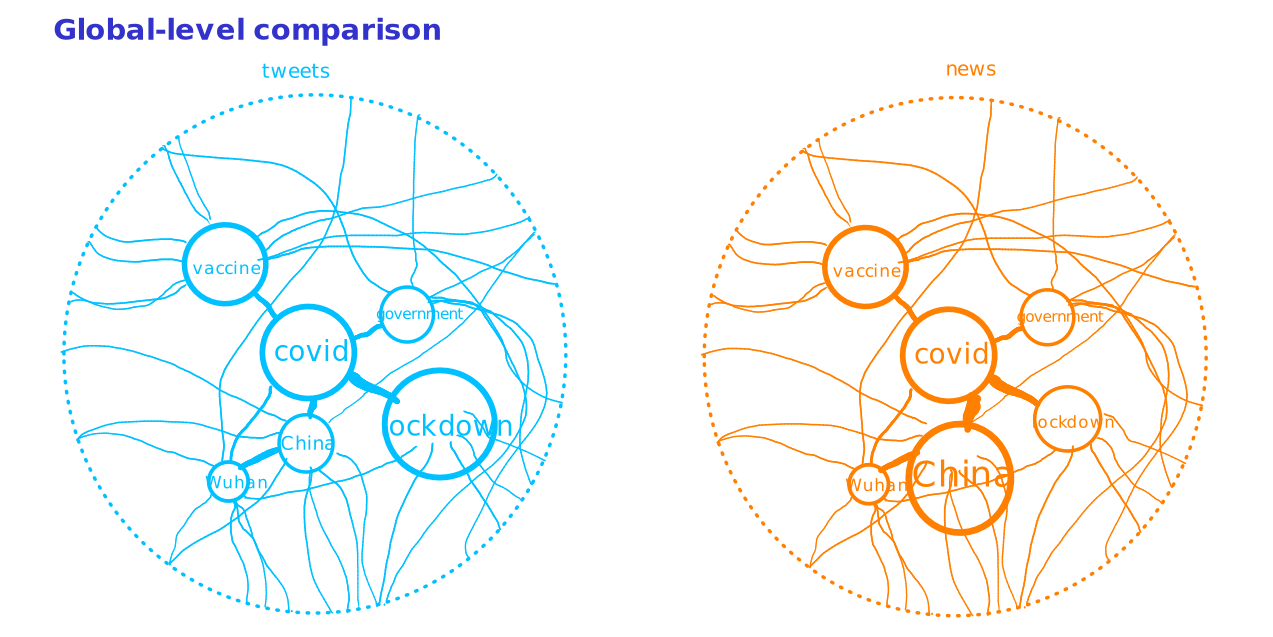 Global-level comparison
tweets
news
vaccine
covid
government
lockdown
China
Wuhan
vaccine
covid
government
lockdown
China
Wuhan